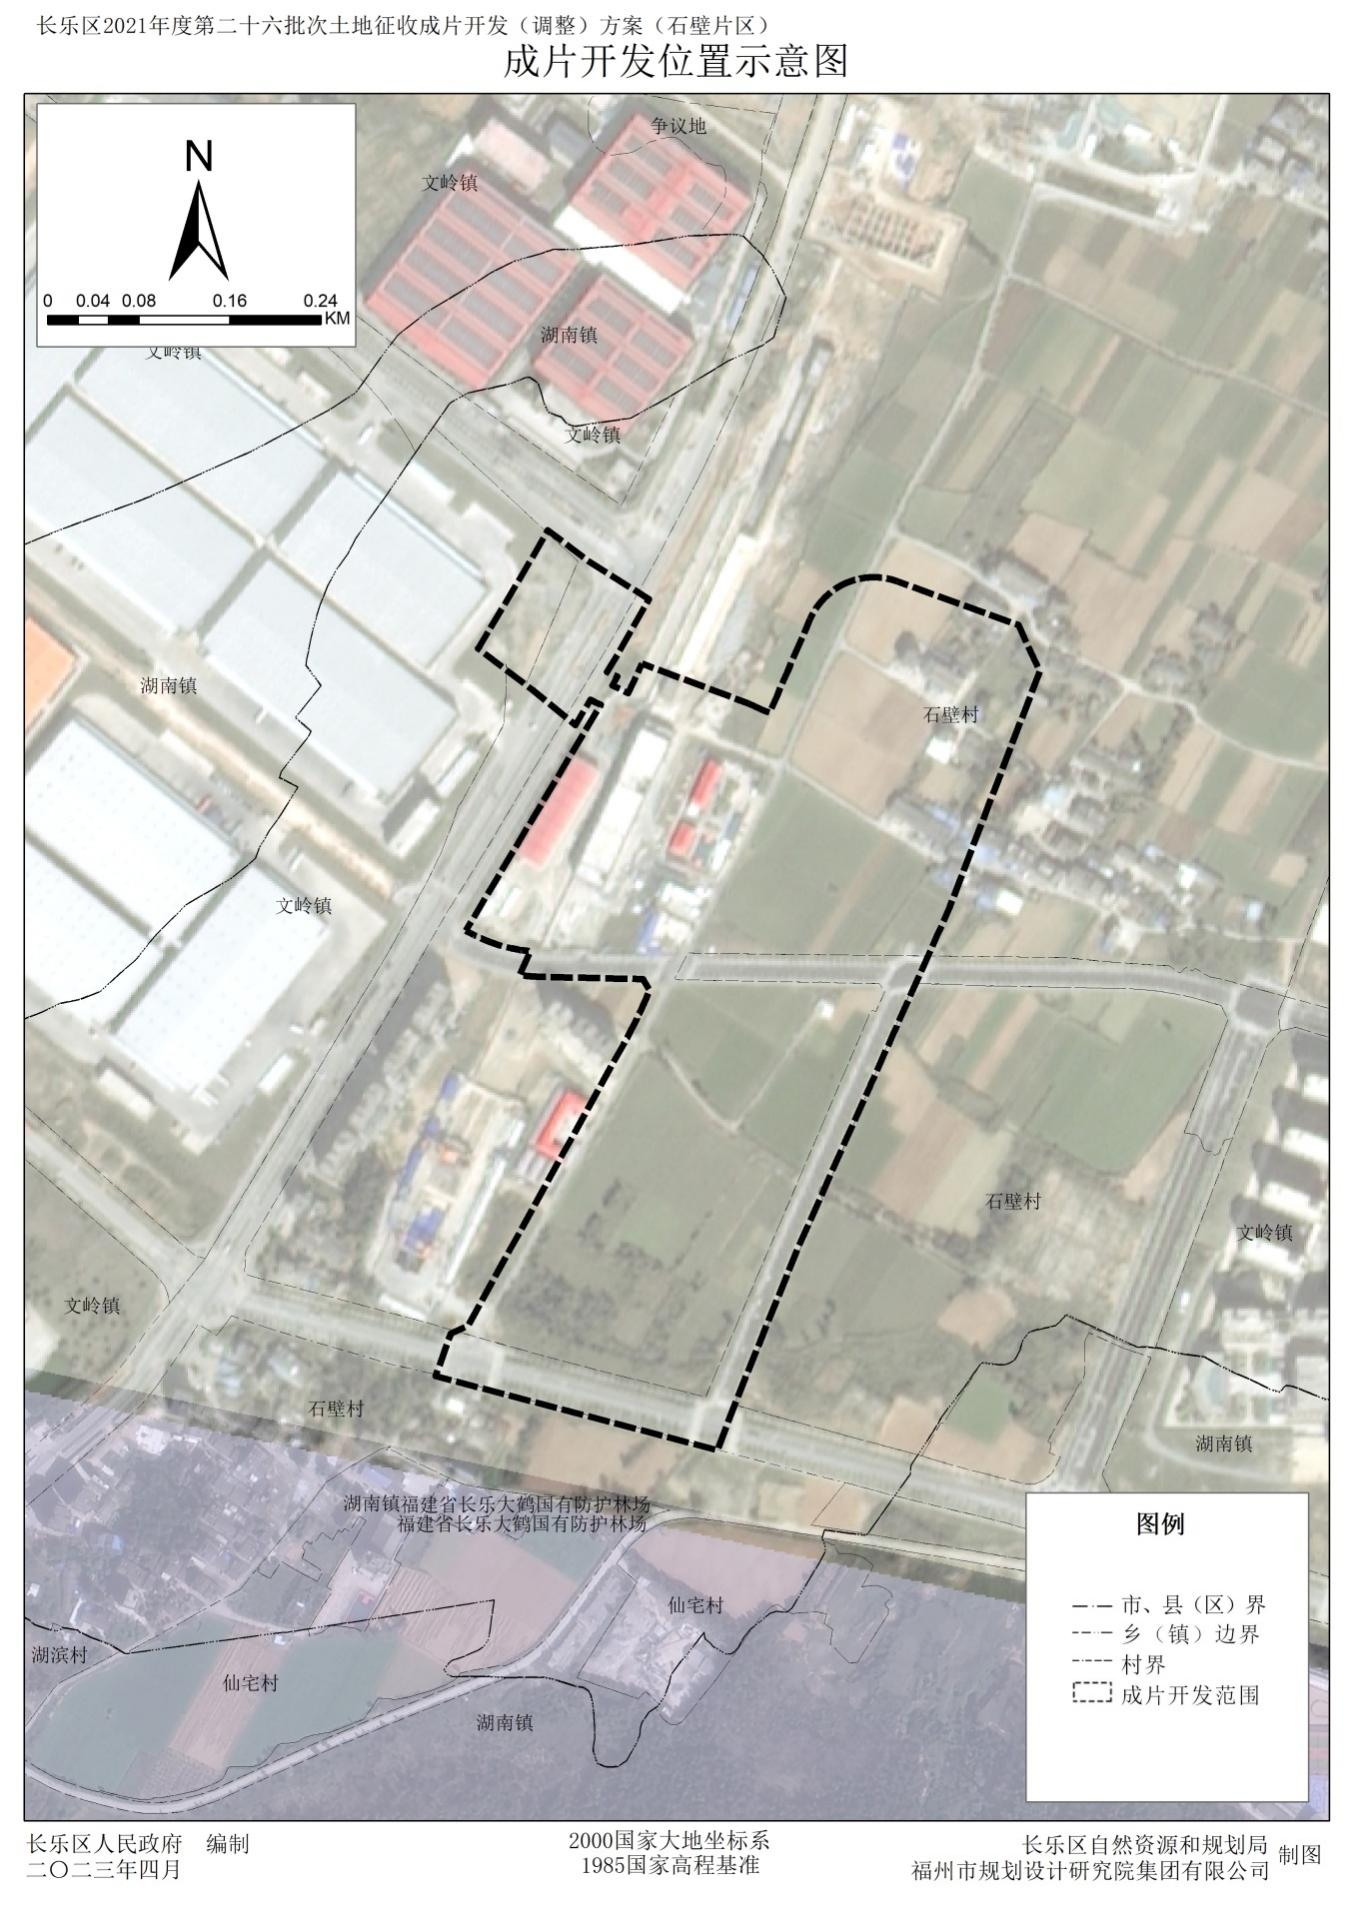 长乐区2021年度第二十六批次土地征收成片开发（调整）方案（石壁片区）
成片开发位置示意图
N
0 0.04 0.08 0.16 0.24
KM
争议地
文岭镇
湖南镇
文岭镇
文岭镇
湖南镇
石壁村
文岭镇
石壁村
文岭镇
文岭镇
石壁村
湖南镇
湖南镇福建省长乐大鹤国有防护林场
福建省长乐大鹤国有防护林场
仙宅村
湖滨村
仙宅村
湖南镇
图例
市、县（区）界
乡（镇）边界
村界
成片开发范围
长乐区人民政府 编制
二〇二三年四月
2000国家大地坐标系
1985国家高程基准
长乐区自然资源和规划局
福州市规划设计研究院集团有限公司
制图